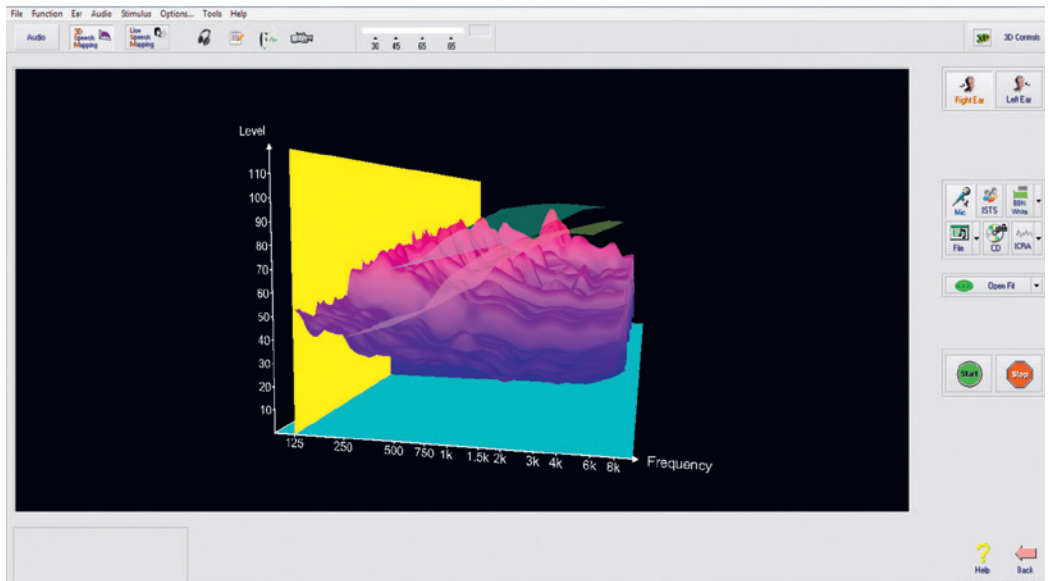 File Function Ear Audio Stimulus Options... Tools Help
Audio
3D Speech Mapping
Live Speech Mapping
30 45 65 85
3D
3D Controls
Right Ear
Left Ear
Level
110
100
90
80
70
60
50
40
30
20
10
125 250 500 750 1k 1.5k 2k 3k 4k 6k 8k
Frequency
Mic
ISTS
BBN White
File
CD
ICRA
Open Fit
Start
Stop
Help
Back